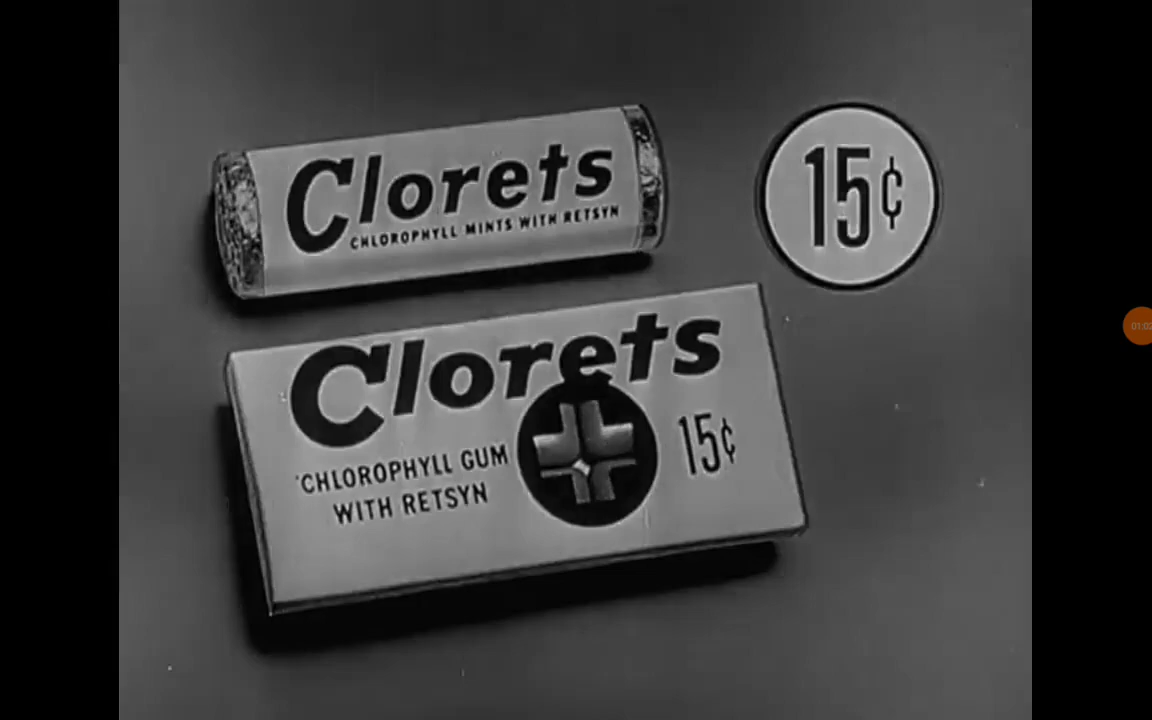 Clorets
CHLOROPHYLL MINTS WITH RETSYN
15¢
Clorets
CHLOROPHYLL GUM
WITH RETSYN
15¢